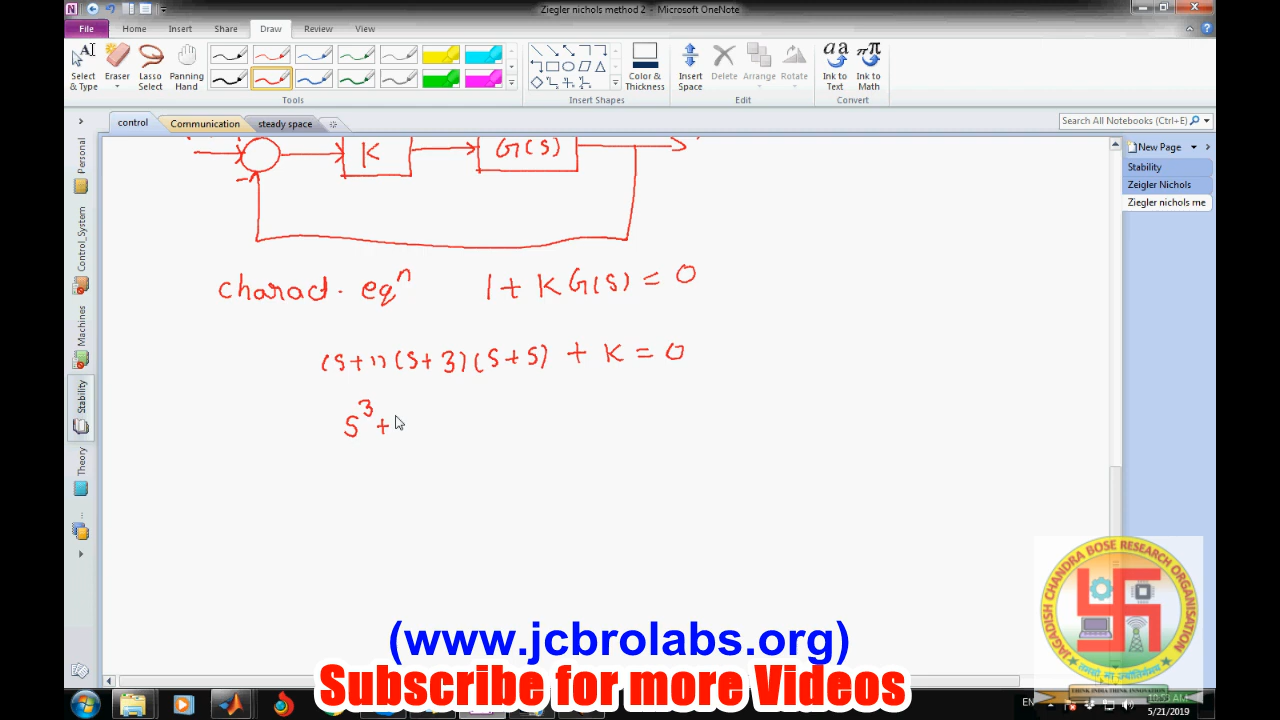 Ziegler nichols method 2 - Microsoft OneNote
File Home Insert Share Draw Review View
Select & Type
Eraser
Lasso Select
Panning Hand
Color & Thickness
Insert Space
Delete
Arrange
Rotate
Ink to Text
Ink to Math
Tools
Insert Shapes
Edit
Convert
control Communication steady space
Search All Notebooks (Ctrl+E)
New Page
Stability
Zeigler Nichols
Ziegler nichols me
Personal
Control_System
Machines
Stability
Theory
K G(S)
charact. eqⁿ 1 + K G(S) = 0
(S+1)(S+3)(S+5) + K = 0
S³ +
JAGADISH CHANDRA BOSE RESEARCH ORGANISATION
THINK INDIA THINK INNOVATION
(www.jcbrolabs.org)
Subscribe for more Videos
EN
10:53 AM
5/21/2019